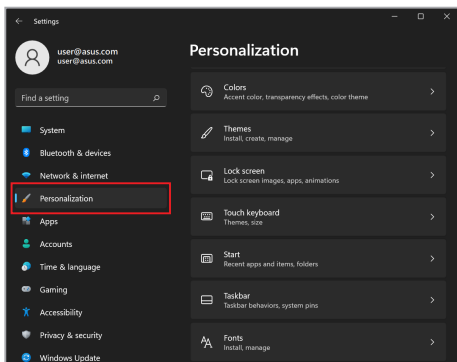 Settings
user@asus.com
user@asus.com
Find a setting
System
Bluetooth & devices
Network & internet
Personalization
Apps
Accounts
Time & language
Gaming
Accessibility
Privacy & security
Windows Update
Personalization
Colors
Accent color, transparency effects, color theme
Themes
Install, create, manage
Lock screen
Lock screen images, apps, animations
Touch keyboard
Themes, size
Start
Recent apps and items, folders
Taskbar
Taskbar behaviors, system pins
Fonts
Install, manage